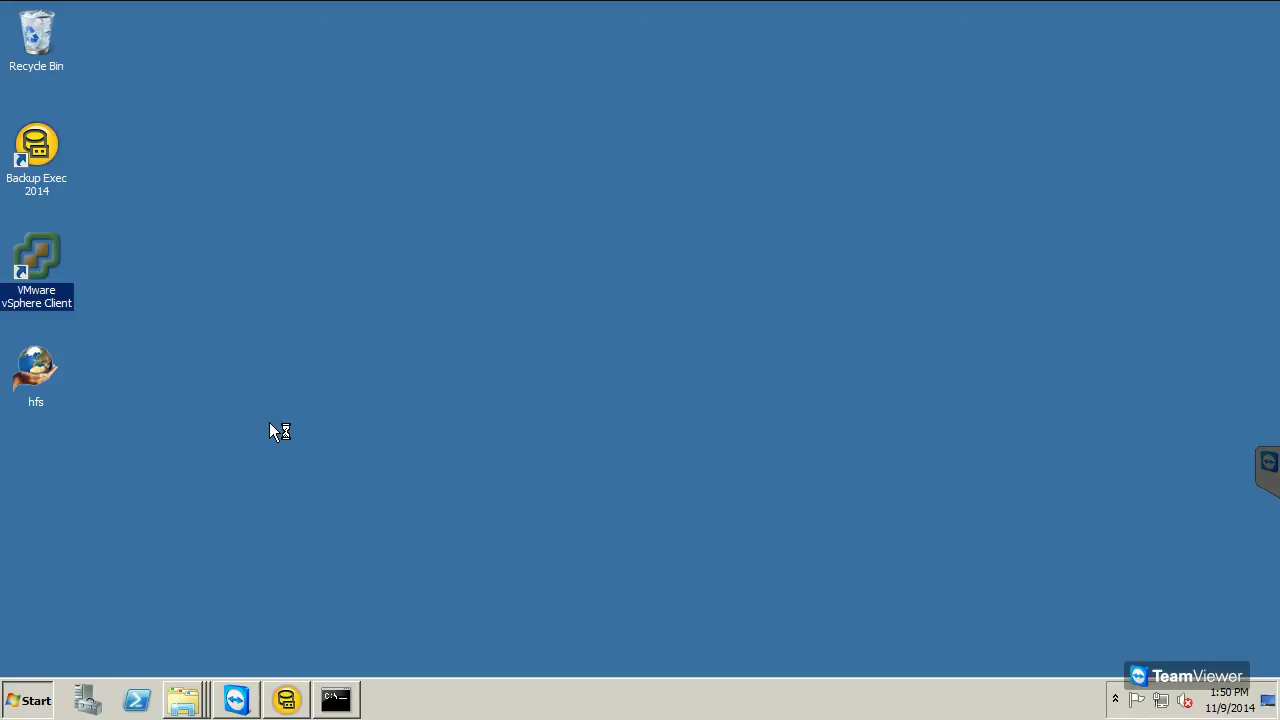 Recycle Bin
Backup Exec
2014
VMware
vSphere Client
hfs
Start
C:\
TeamViewer
1:50 PM
11/9/2014